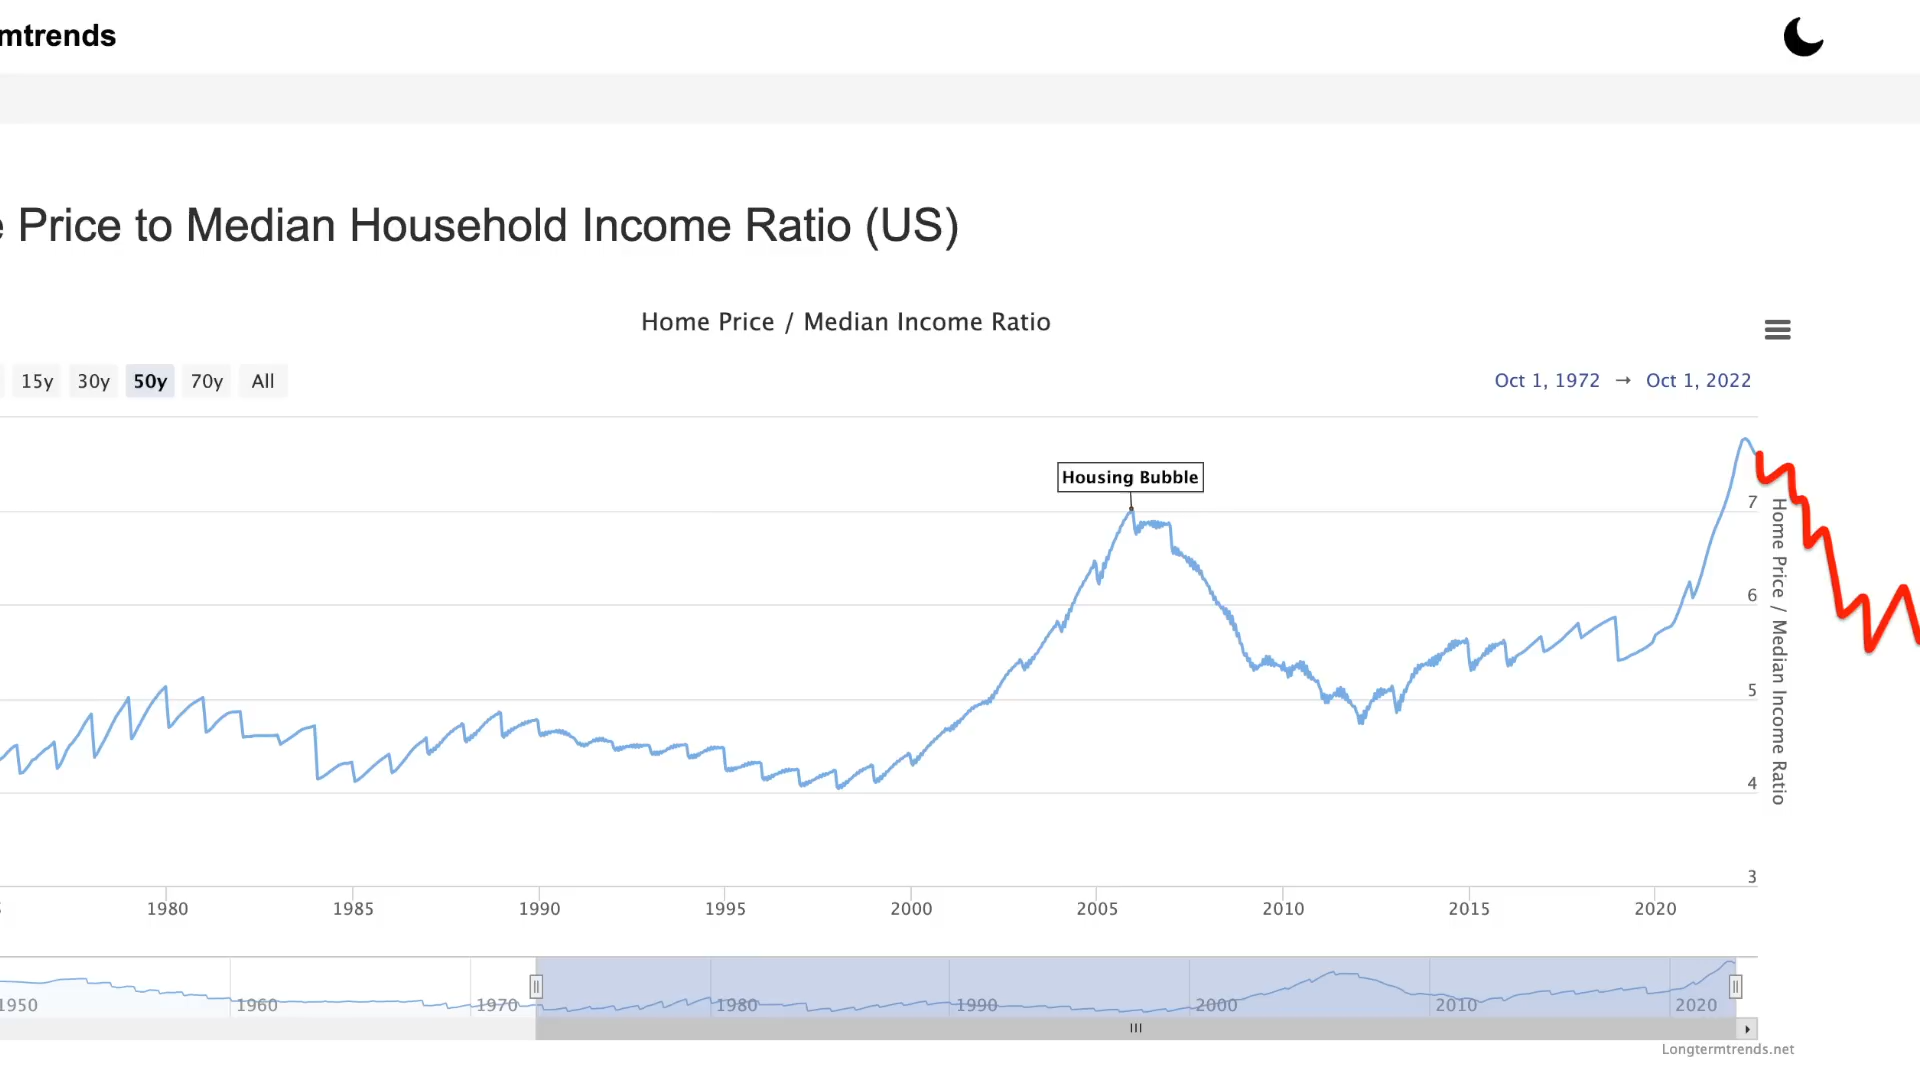 mtrends
e Price to Median Household Income Ratio (US)
Home Price / Median Income Ratio
15y 30y 50y 70y All
Oct 1, 1972 → Oct 1, 2022
Housing Bubble
7
6
5
4
3
Home Price / Median Income Ratio
1980 1985 1990 1995 2000 2005 2010 2015 2020
1950 1960 1970 1980 1990 2000 2010 2020
Longtermtrends.net